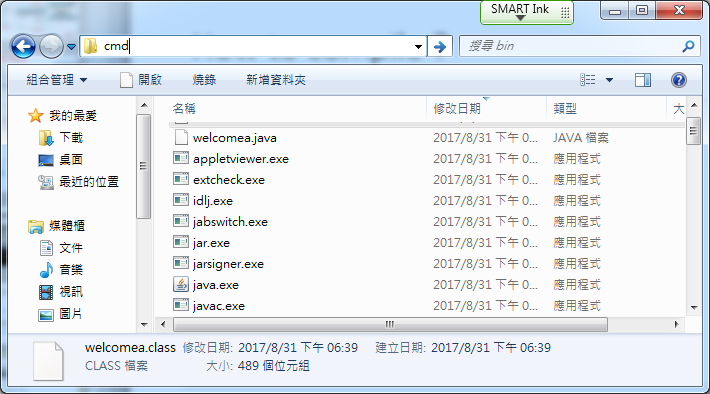 SMART Ink
cmd
搜尋 bin
組合管理 開啟 燒錄 新增資料夾
我的最愛
下載
桌面
最近的位置
媒體櫃
文件
音樂
視訊
圖片
名稱 修改日期 類型 大
welcomea.java 2017/8/31 下午 0... JAVA 檔案
appletviewer.exe 2017/8/31 下午 0... 應用程式
extcheck.exe 2017/8/31 下午 0... 應用程式
idlj.exe 2017/8/31 下午 0... 應用程式
jabswitch.exe 2017/8/31 下午 0... 應用程式
jar.exe 2017/8/31 下午 0... 應用程式
jarsigner.exe 2017/8/31 下午 0... 應用程式
java.exe 2017/8/31 下午 0... 應用程式
javac.exe 2017/8/31 下午 0... 應用程式
welcomea.class 修改日期: 2017/8/31 下午 06:39 建立日期: 2017/8/31 下午 06:39
CLASS 檔案 大小: 489 個位元組